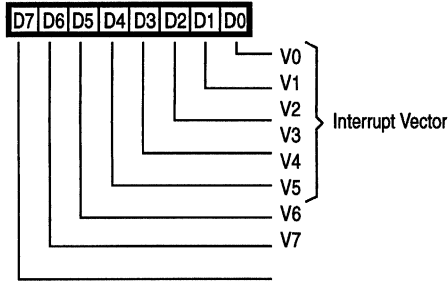 D7 D6 D5 D4 D3 D2 D1 D0
V0
V1
V2
V3 Interrupt Vector
V4
V5
V6
V7